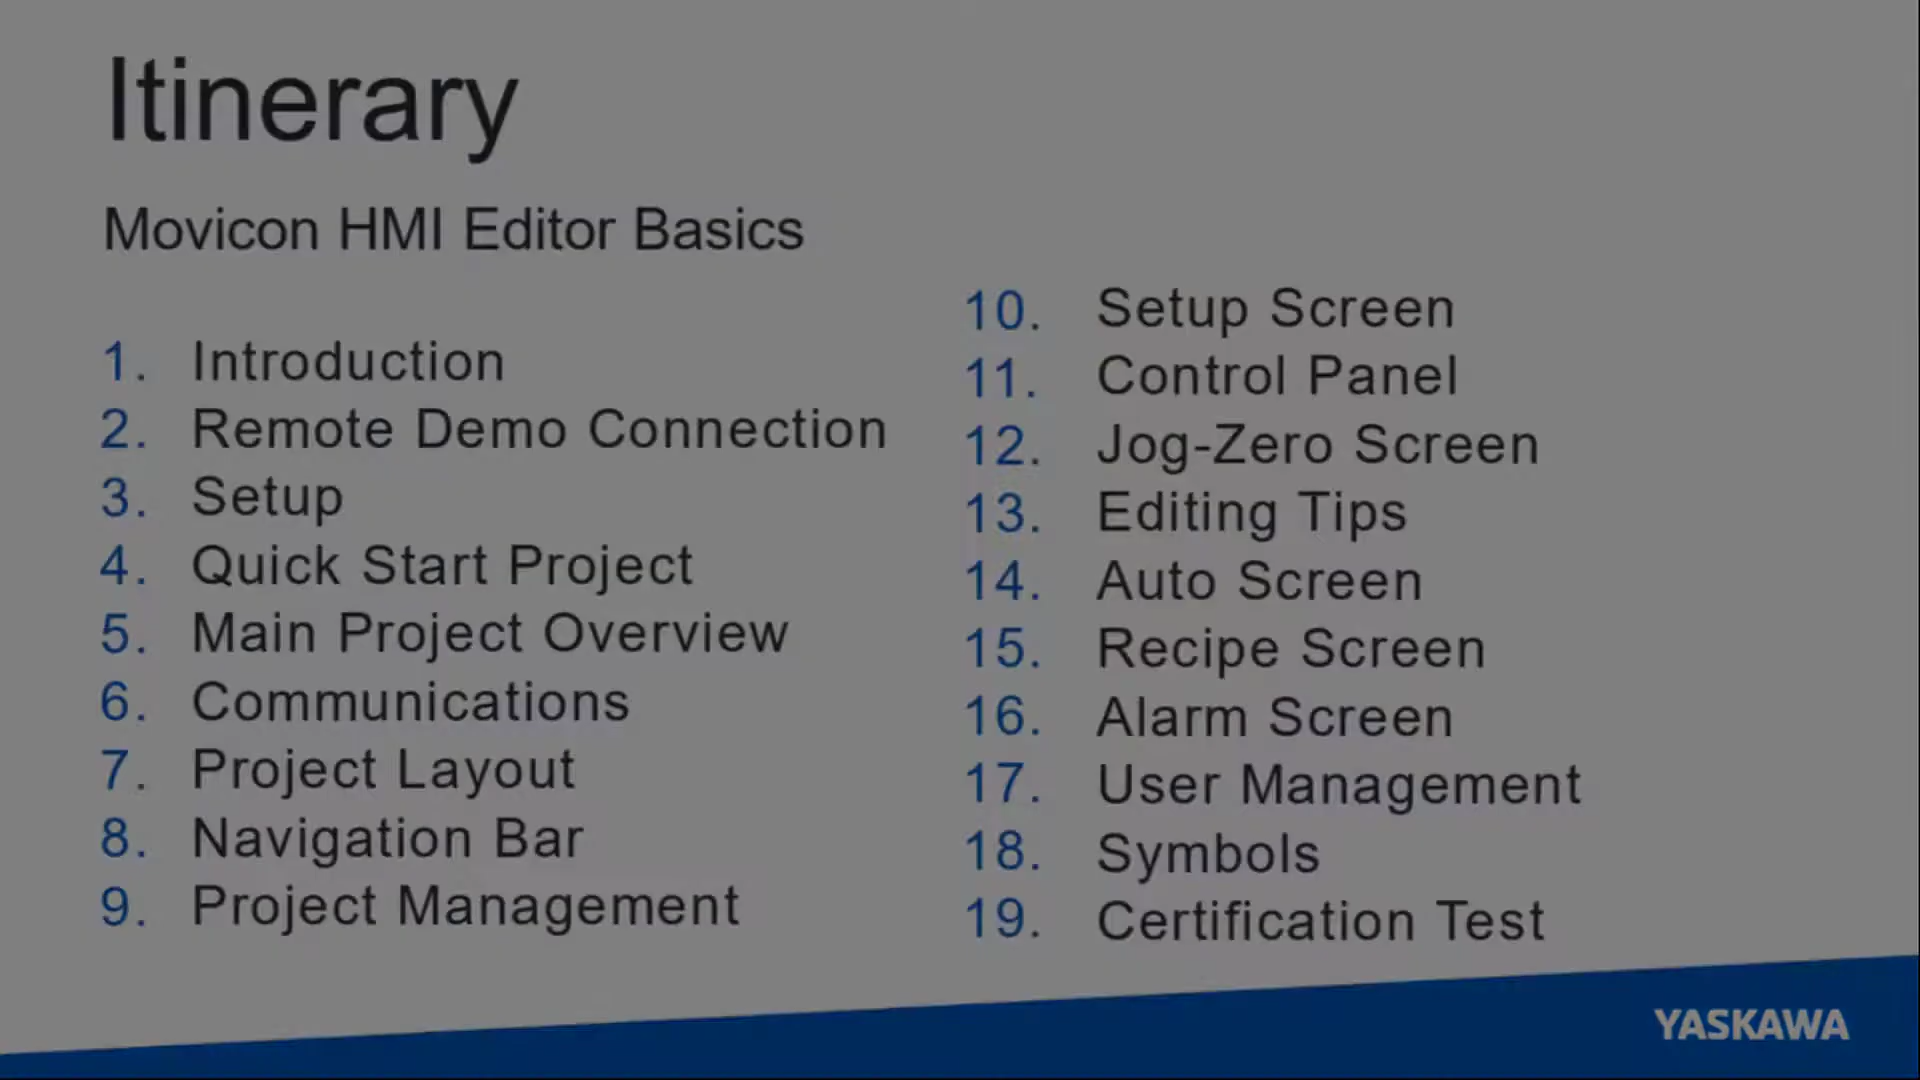 Itinerary
Movicon HMI Editor Basics
1. Introduction
2. Remote Demo Connection
3. Setup
4. Quick Start Project
5. Main Project Overview
6. Communications
7. Project Layout
8. Navigation Bar
9. Project Management
10. Setup Screen
11. Control Panel
12. Jog-Zero Screen
13. Editing Tips
14. Auto Screen
15. Recipe Screen
16. Alarm Screen
17. User Management
18. Symbols
19. Certification Test
YASKAWA